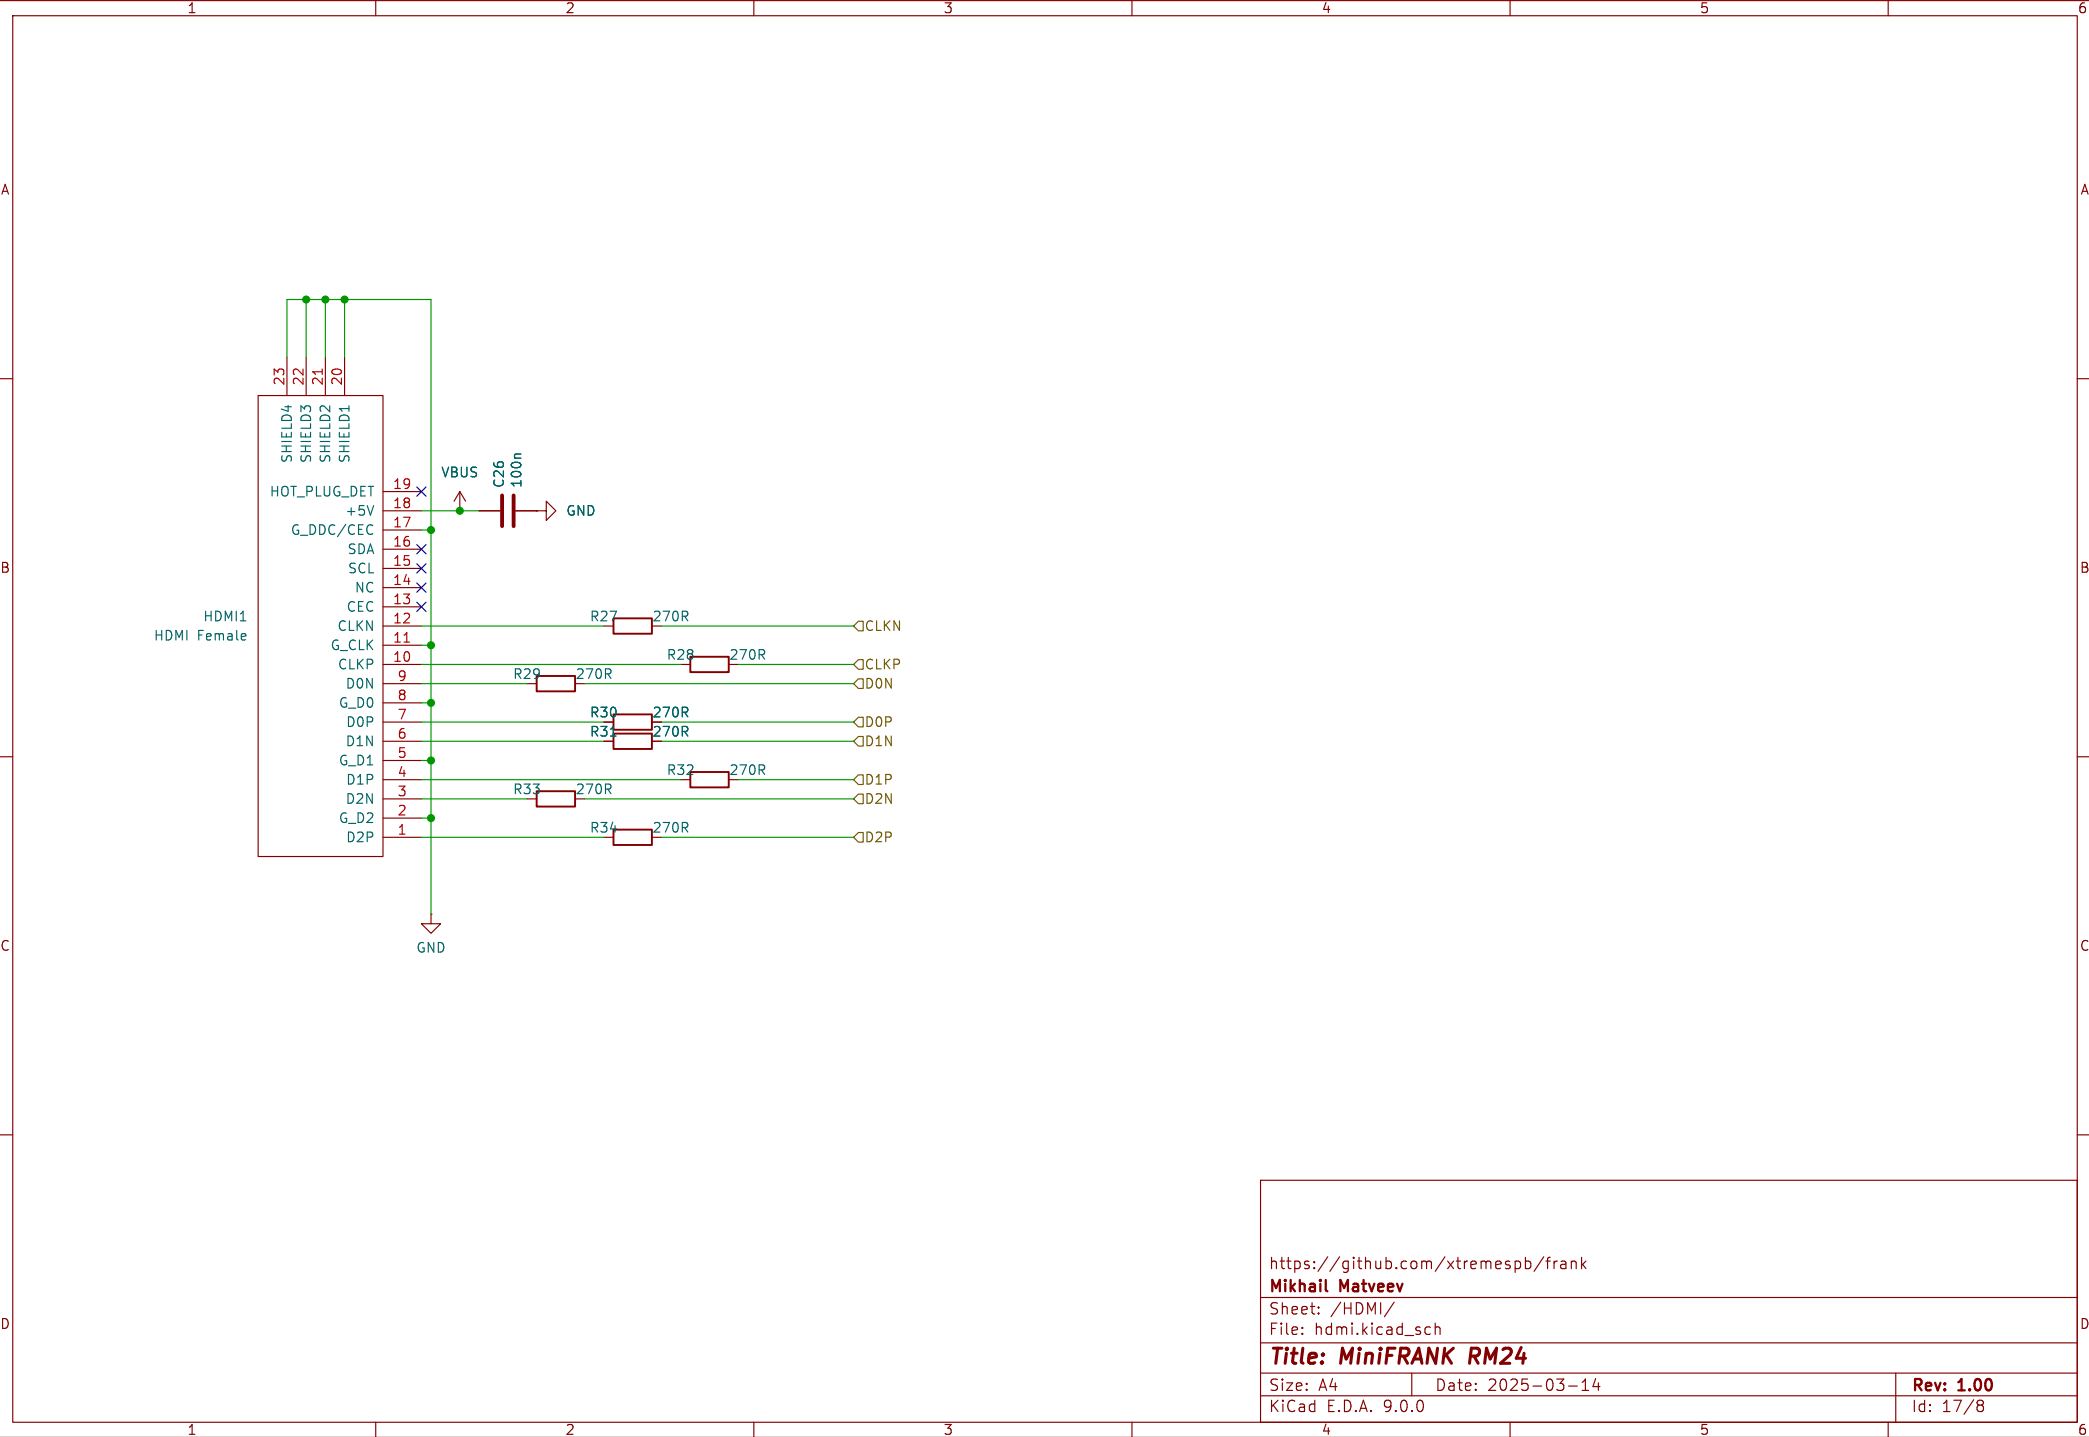 1 2 3 4 5 6
A A
B B
C C
D D
23 22 21 20
SHIELD4 SHIELD3 SHIELD2 SHIELD1
VBUS
C26 100n
GND
HDMI1
HDMI Female
HOT_PLUG_DET 19
+5V 18
G_DDC/CEC 17
SDA 16
SCL 15
NC 14
CEC 13
CLKN 12 R27 270R CLKN
G_CLK 11
CLKP 10 R28 270R CLKP
D0N 9 R29 270R D0N
G_D0 8
D0P 7 R30 270R D0P
D1N 6 R31 270R D1N
G_D1 5
D1P 4 R32 270R D1P
D2N 3 R33 270R D2N
G_D2 2
D2P 1 R34 270R D2P
GND
https://github.com/xtremespb/frank
Mikhail Matveev
Sheet: /HDMI/
File: hdmi.kicad_sch
Title: MiniFRANK RM24
Size: A4 Date: 2025-03-14 Rev: 1.00
KiCad E.D.A. 9.0.0 Id: 17/8
1 2 3 4 5 6